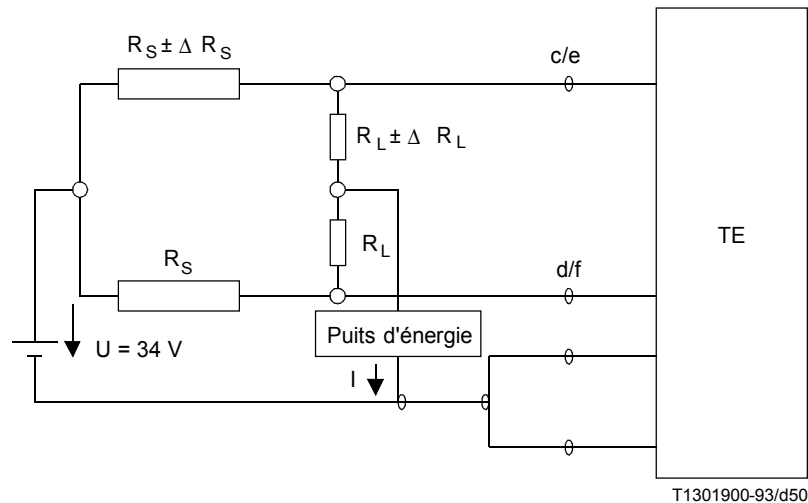 R_S ± Δ R_S
c/e
R_L ± Δ R_L
TE
R_L
R_S
d/f
Puits d'énergie
U = 34 V
I
T1301900-93/d50